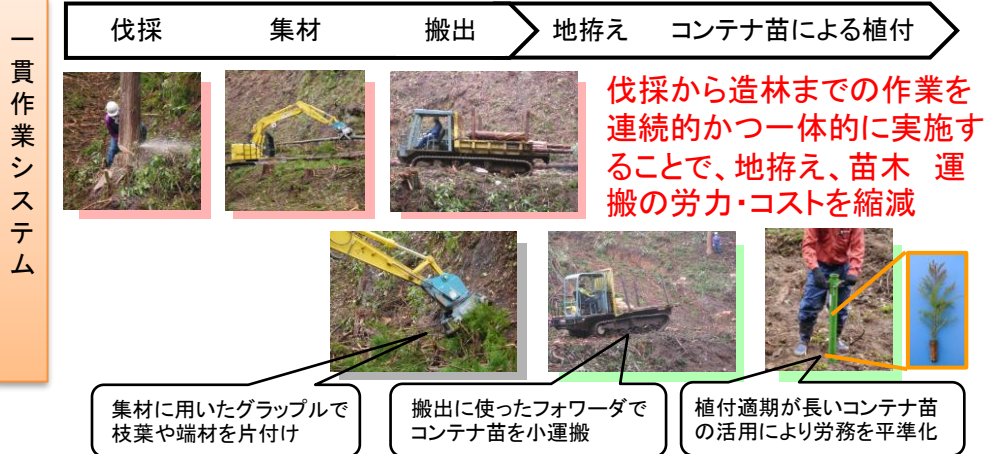 一貫作業システム
伐採 集材 搬出 地拵え コンテナ苗による植付
伐採から造林までの作業を
連続的かつ一体的に実施す
ることで、地拵え、苗木　運
搬の労力・コストを縮減
集材に用いたグラップルで
枝葉や端材を片付け
搬出に使ったフォワーダで
コンテナ苗を小運搬
植付適期が長いコンテナ苗
の活用により労務を平準化